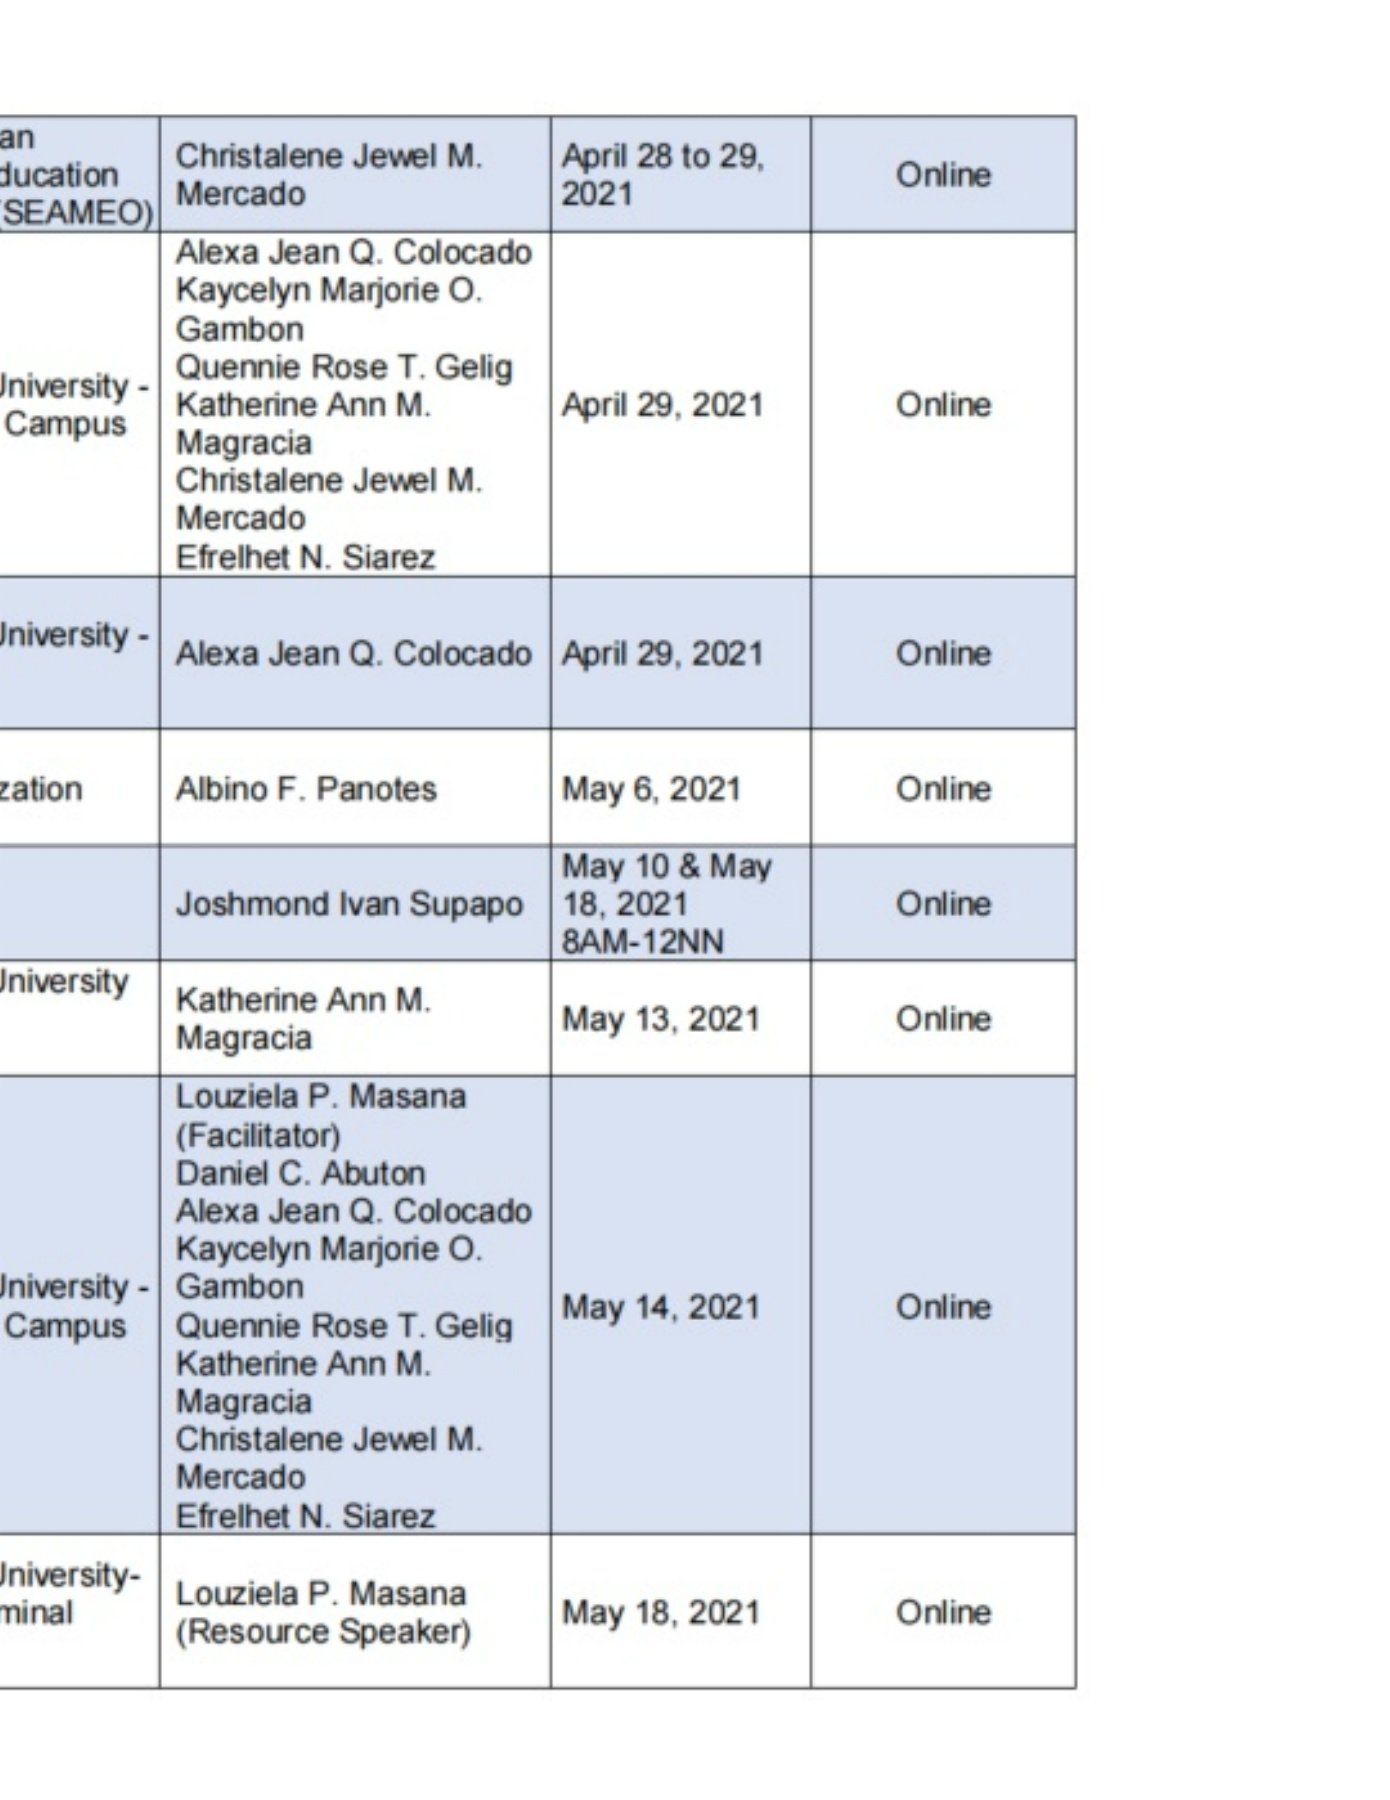 an
ducation
(SEAMEO)
Christalene Jewel M.
Mercado
April 28 to 29,
2021
Online
University -
Campus
Alexa Jean Q. Colocado
Kaycelyn Marjorie O.
Gambon
Quennie Rose T. Gelig
Katherine Ann M.
Magracia
Christalene Jewel M.
Mercado
Efrelhet N. Siarez
April 29, 2021
Online
University -
Alexa Jean Q. Colocado
April 29, 2021
Online
zation
Albino F. Panotes
May 6, 2021
Online
Joshmond Ivan Supapo
May 10 & May
18, 2021
8AM-12NN
Online
University
Katherine Ann M.
Magracia
May 13, 2021
Online
University -
Campus
Louziela P. Masana
(Facilitator)
Daniel C. Abuton
Alexa Jean Q. Colocado
Kaycelyn Marjorie O.
Gambon
Quennie Rose T. Gelig
Katherine Ann M.
Magracia
Christalene Jewel M.
Mercado
Efrelhet N. Siarez
May 14, 2021
Online
University-
minal
Louziela P. Masana
(Resource Speaker)
May 18, 2021
Online